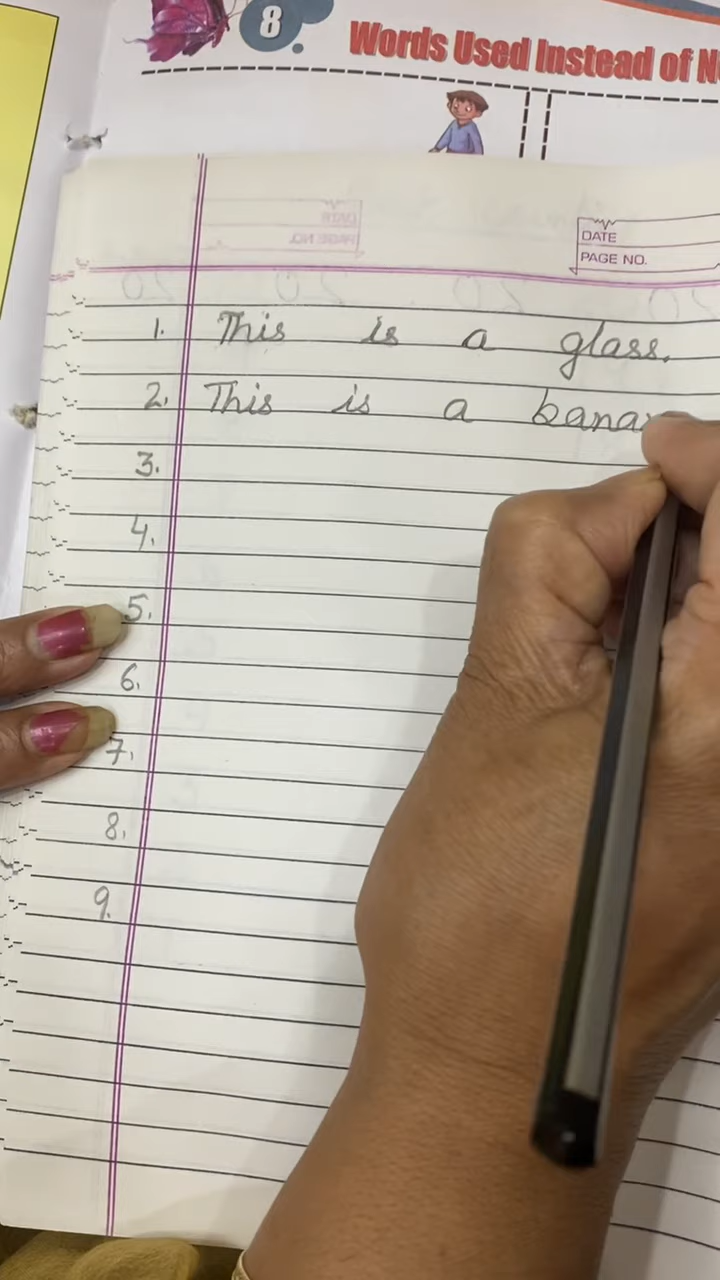 8
Words Used Instead of N
DATE
PAGE NO.
1. This is a glass.
2. This is a bana
3.
4.
5.
6.
7.
8.
9.